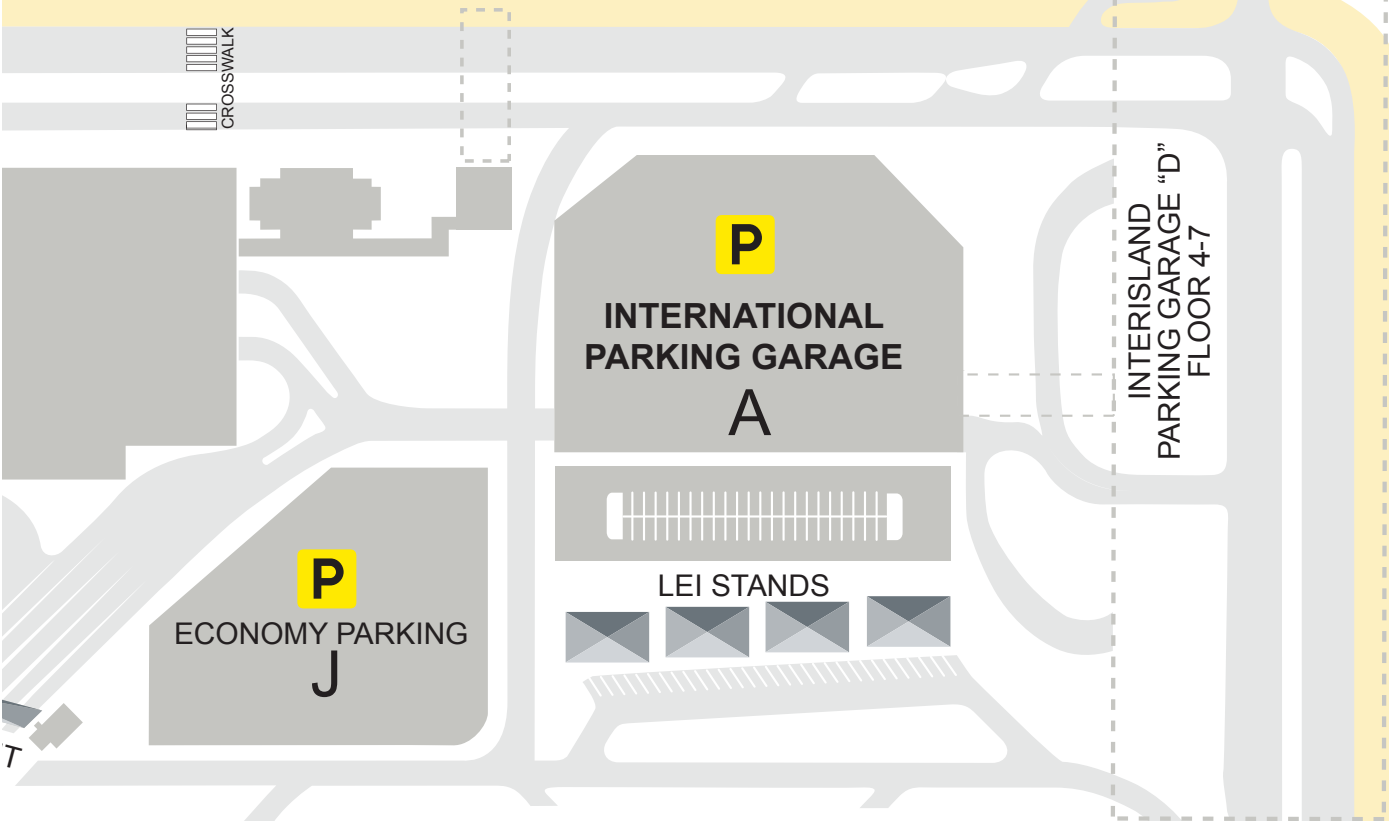 CROSSWALK
P
INTERNATIONAL
PARKING GARAGE
A
INTERISLAND
PARKING GARAGE “D”
FLOOR 4-7
P
ECONOMY PARKING
J
LEI STANDS
T